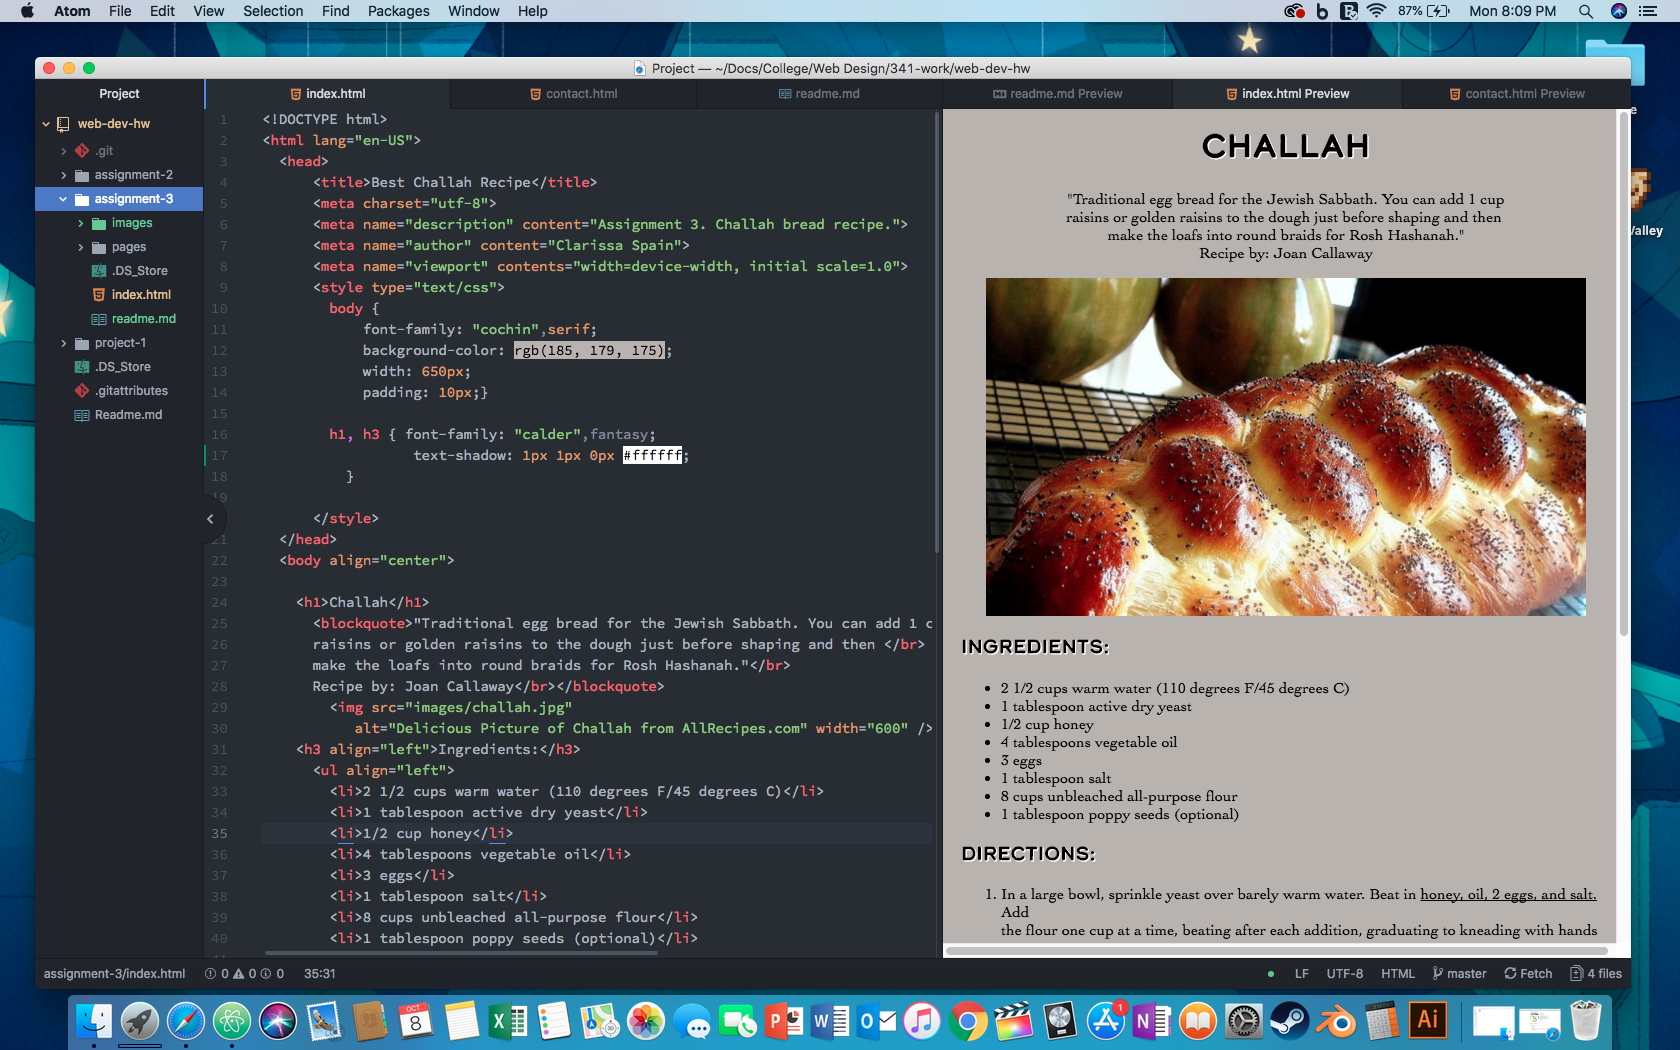 Atom File Edit View Selection Find Packages Window Help
87% Mon 8:09 PM
Project — ~/Docs/College/Web Design/341-work/web-dev-hw
Project
index.html
contact.html
readme.md
readme.md Preview
index.html Preview
contact.html Preview
web-dev-hw
.git
assignment-2
assignment-3
images
pages
.DS_Store
index.html
readme.md
project-1
.DS_Store
.gitattributes
Readme.md
1 <!DOCTYPE html>
2 <html lang="en-US">
3 <head>
4 <title>Best Challah Recipe</title>
5 <meta charset="utf-8">
6 <meta name="description" content="Assignment 3. Challah bread recipe.">
7 <meta name="author" content="Clarissa Spain">
8 <meta name="viewport" contents="width=device-width, initial scale=1.0">
9 <style type="text/css">
10 body {
11 font-family: "cochin",serif;
12 background-color: rgb(185, 179, 175);
13 width: 650px;
14 padding: 10px;}
15
16 h1, h3 { font-family: "calder",fantasy;
17 text-shadow: 1px 1px 0px #ffffff;
18 }
19
</style>
21 </head>
22 <body align="center">
23
24 <h1>Challah</h1>
25 <blockquote>"Traditional egg bread for the Jewish Sabbath. You can add 1 c
26 raisins or golden raisins to the dough just before shaping and then </br>
27 make the loafs into round braids for Rosh Hashanah."</br>
28 Recipe by: Joan Callaway</br></blockquote>
29 <img src="images/challah.jpg"
30 alt="Delicious Picture of Challah from AllRecipes.com" width="600" />
31 <h3 align="left">Ingredients:</h3>
32 <ul align="left">
33 <li>2 1/2 cups warm water (110 degrees F/45 degrees C)</li>
34 <li>1 tablespoon active dry yeast</li>
35 <li>1/2 cup honey</li>
36 <li>4 tablespoons vegetable oil</li>
37 <li>3 eggs</li>
38 <li>1 tablespoon salt</li>
39 <li>8 cups unbleached all-purpose flour</li>
40 <li>1 tablespoon poppy seeds (optional)</li>
CHALLAH
"Traditional egg bread for the Jewish Sabbath. You can add 1 cup
raisins or golden raisins to the dough just before shaping and then
make the loafs into round braids for Rosh Hashanah."
Recipe by: Joan Callaway
INGREDIENTS:
2 1/2 cups warm water (110 degrees F/45 degrees C)
1 tablespoon active dry yeast
1/2 cup honey
4 tablespoons vegetable oil
3 eggs
1 tablespoon salt
8 cups unbleached all-purpose flour
1 tablespoon poppy seeds (optional)
DIRECTIONS:
1. In a large bowl, sprinkle yeast over barely warm water. Beat in honey, oil, 2 eggs, and salt.
Add
the flour one cup at a time, beating after each addition, graduating to kneading with hands
assignment-3/index.html 0 0 0 35:31
LF UTF-8 HTML master Fetch 4 files
OCT
8
1
Ai